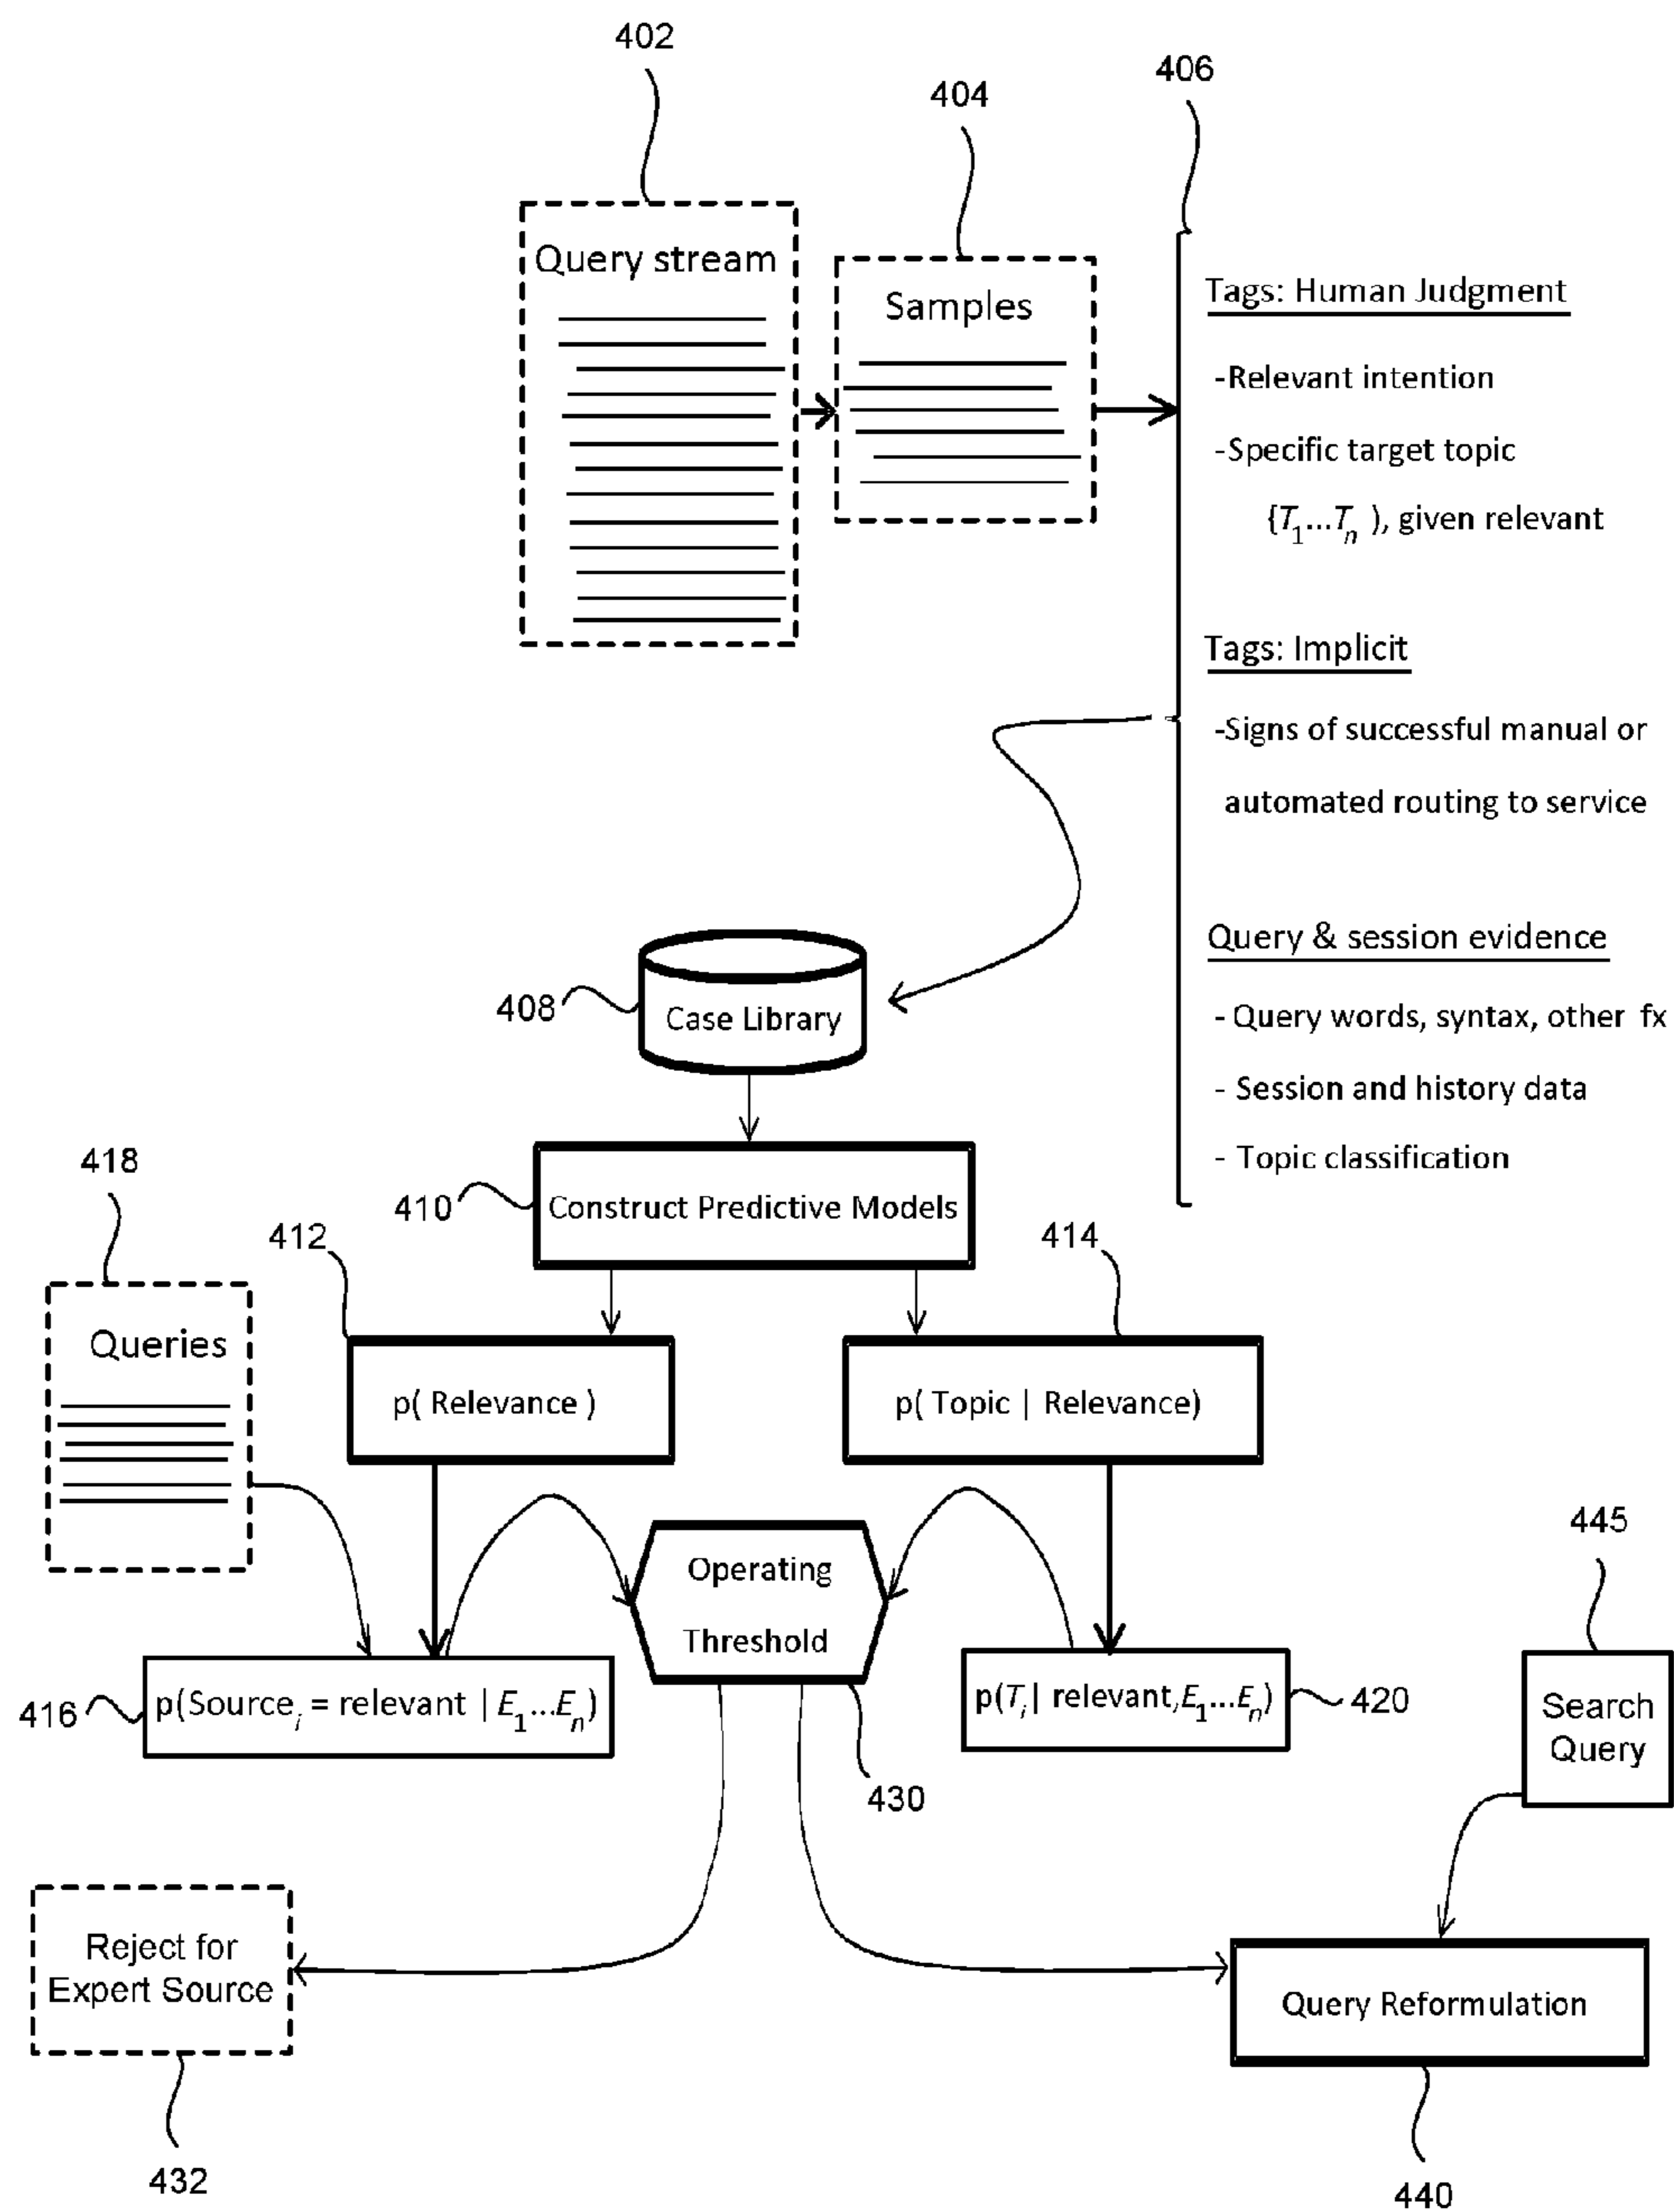 402
404
406
Query stream
Samples
Tags: Human Judgment
-Relevant intention
-Specific target topic
{T1...Tn ), given relevant
Tags: Implicit
-Signs of successful manual or
automated routing to service
Query & session evidence
- Query words, syntax, other fx
- Session and history data
- Topic classification
408
Case Library
410
Construct Predictive Models
418
412
414
Queries
p( Relevance )
p( Topic | Relevance)
Operating
Threshold
445
416
p(Sourcei = relevant | E1...En)
p(Ti| relevant,E1...En)
420
Search
Query
430
Reject for
Expert Source
Query Reformulation
432
440